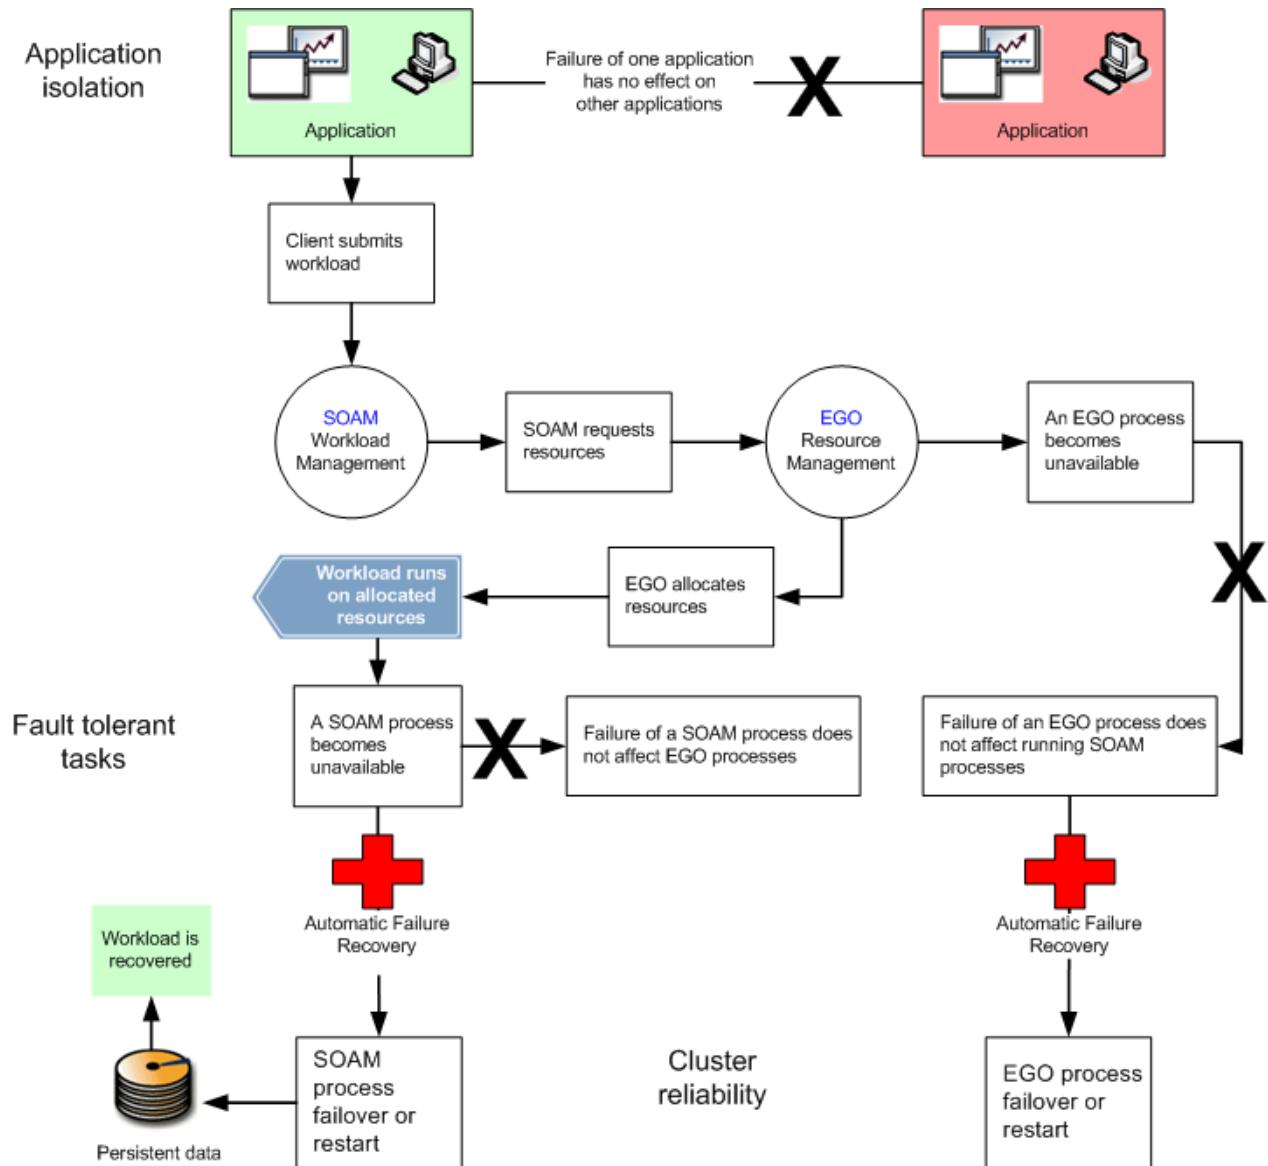 Application
isolation
Application
Failure of one application
has no effect on
other applications
X
Application
Client submits
workload
SOAM
Workload
Management
SOAM requests
resources
EGO
Resource
Management
An EGO process
becomes
unavailable
X
Workload runs
on allocated
resources
EGO allocates
resources
Fault tolerant
tasks
A SOAM process
becomes
unavailable
X
Failure of a SOAM process does
not affect EGO processes
Failure of an EGO process does
not affect running SOAM
processes
Automatic Failure
Recovery
Automatic Failure
Recovery
Workload is
recovered
Persistent data
SOAM
process
failover or
restart
Cluster
reliability
EGO process
failover or
restart